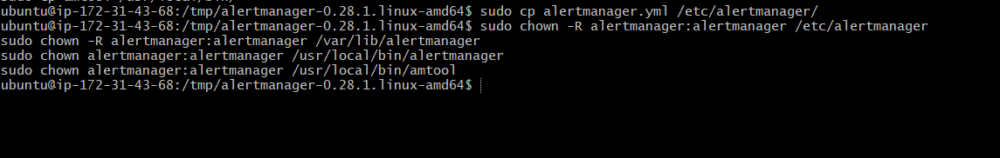 ubuntu@ip-172-31-43-68:/tmp/alertmanager-0.28.1.linux-amd64$ sudo cp alertmanager.yml /etc/alertmanager/
ubuntu@ip-172-31-43-68:/tmp/alertmanager-0.28.1.linux-amd64$ sudo chown -R alertmanager:alertmanager /etc/alertmanager
sudo chown -R alertmanager:alertmanager /var/lib/alertmanager
sudo chown alertmanager:alertmanager /usr/local/bin/alertmanager
sudo chown alertmanager:alertmanager /usr/local/bin/amtool
ubuntu@ip-172-31-43-68:/tmp/alertmanager-0.28.1.linux-amd64$